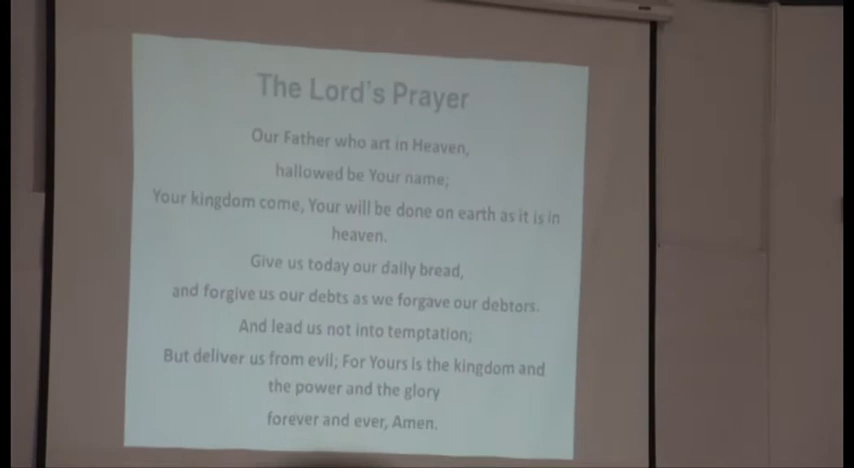 The Lord's Prayer
Our Father who art in Heaven,
hallowed be Your name;
Your kingdom come, Your will be done on earth as it is in
heaven.
Give us today our daily bread,
and forgive us our debts as we forgave our debtors.
And lead us not into temptation;
But deliver us from evil; For Yours is the kingdom and
the power and the glory
forever and ever, Amen.